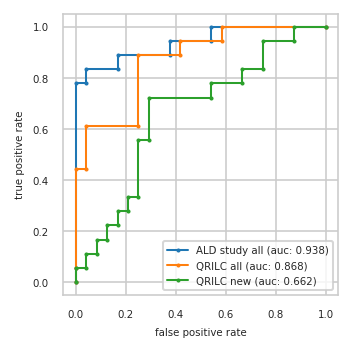 1.0
0.8
0.6
0.4
0.2
0.0
true positive rate
ALD study all (auc: 0.938)
QRILC all (auc: 0.868)
QRILC new (auc: 0.662)
0.0 0.2 0.4 0.6 0.8 1.0
false positive rate